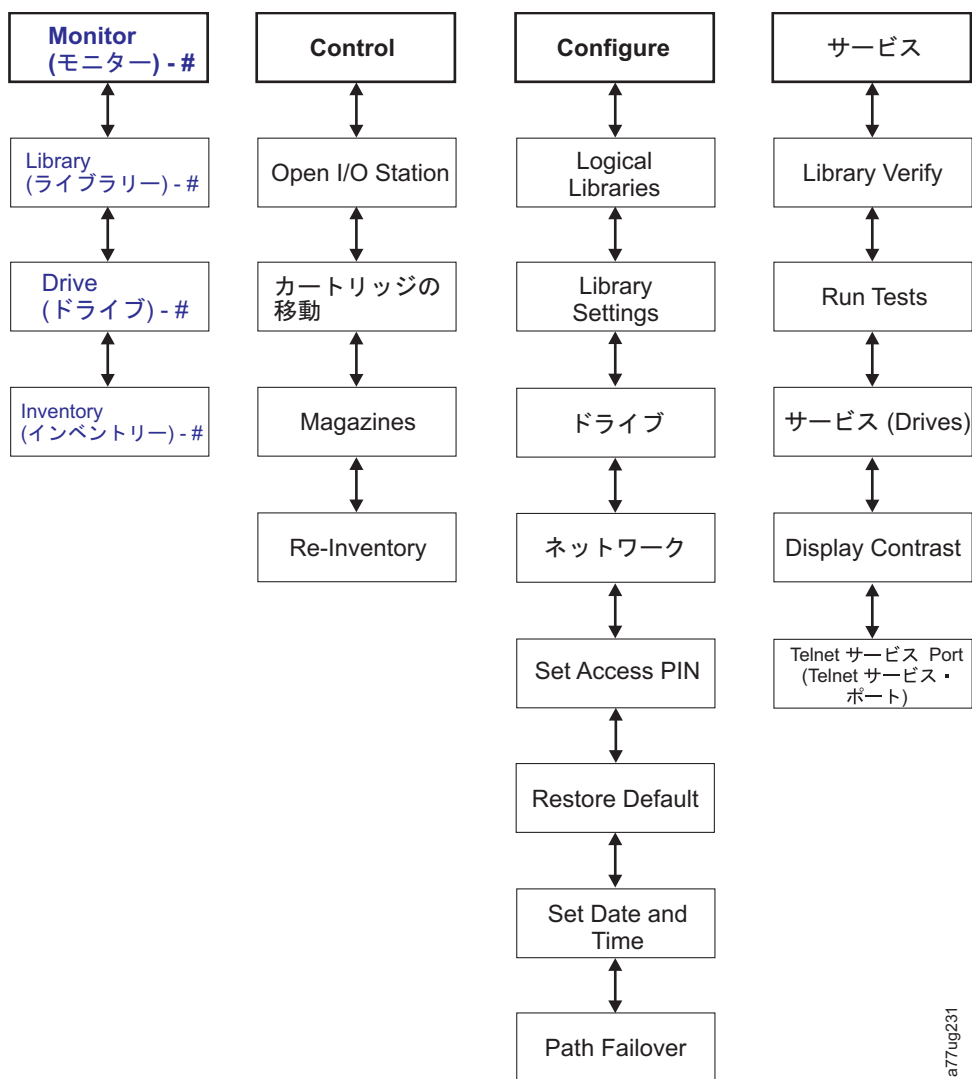 Monitor
(モニター) - #
Library
(ライブラリー) - #
Drive
(ドライブ) - #
Inventory
(インベントリー) - #
Control
Open I/O Station
カートリッジの
移動
Magazines
Re-Inventory
Configure
Logical
Libraries
Library
Settings
ドライブ
ネットワーク
Set Access PIN
Restore Default
Set Date and
Time
Path Failover
サービス
Library Verify
Run Tests
サービス (Drives)
Display Contrast
Telnet サービス Port
(Telnet サービス・
ポート)
a77ug231